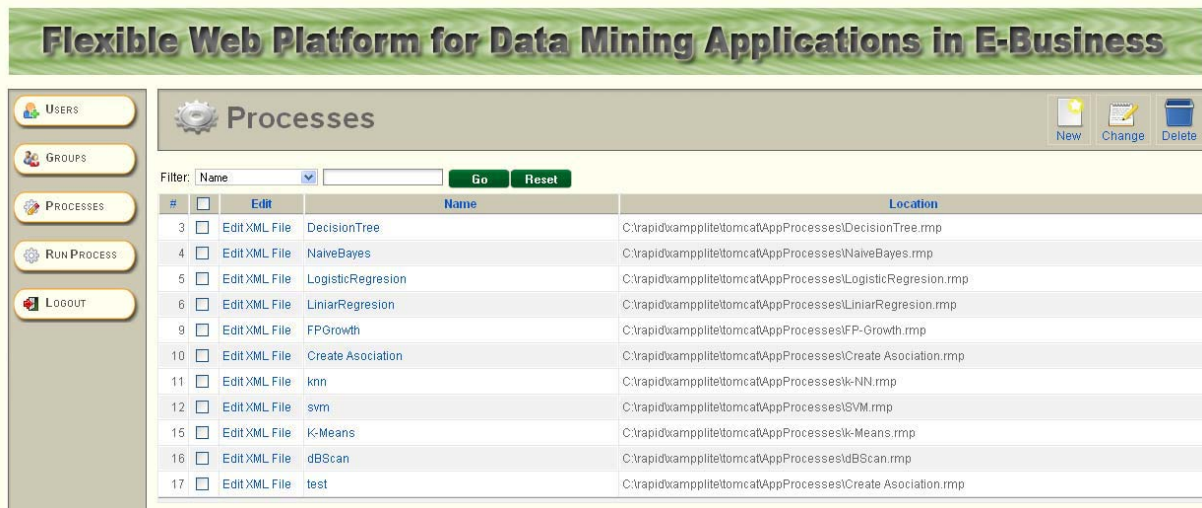 Flexible Web Platform for Data Mining Applications in E-Business
USERS
GROUPS
PROCESSES
RUN PROCESS
LOGOUT
Processes
New Change Delete
Filter: Name Go Reset
# Edit Name Location
3 Edit XML File DecisionTree C:\rapid\xampplite\tomcat\AppProcesses\DecisionTree.rmp
4 Edit XML File NaiveBayes C:\rapid\xampplite\tomcat\AppProcesses\NaiveBayes.rmp
5 Edit XML File LogisticRegresion C:\rapid\xampplite\tomcat\AppProcesses\LogisticRegresion.rmp
6 Edit XML File LiniarRegresion C:\rapid\xampplite\tomcat\AppProcesses\LiniarRegresion.rmp
9 Edit XML File FPGrowth C:\rapid\xampplite\tomcat\AppProcesses\FP-Growth.rmp
10 Edit XML File Create Asociation C:\rapid\xampplite\tomcat\AppProcesses\Create Asociation.rmp
11 Edit XML File knn C:\rapid\xampplite\tomcat\AppProcesses\k-NN.rmp
12 Edit XML File svm C:\rapid\xampplite\tomcat\AppProcesses\SVM.rmp
15 Edit XML File K-Means C:\rapid\xampplite\tomcat\AppProcesses\k-Means.rmp
16 Edit XML File dBScan C:\rapid\xampplite\tomcat\AppProcesses\dBScan.rmp
17 Edit XML File test C:\rapid\xampplite\tomcat\AppProcesses\Create Asociation.rmp